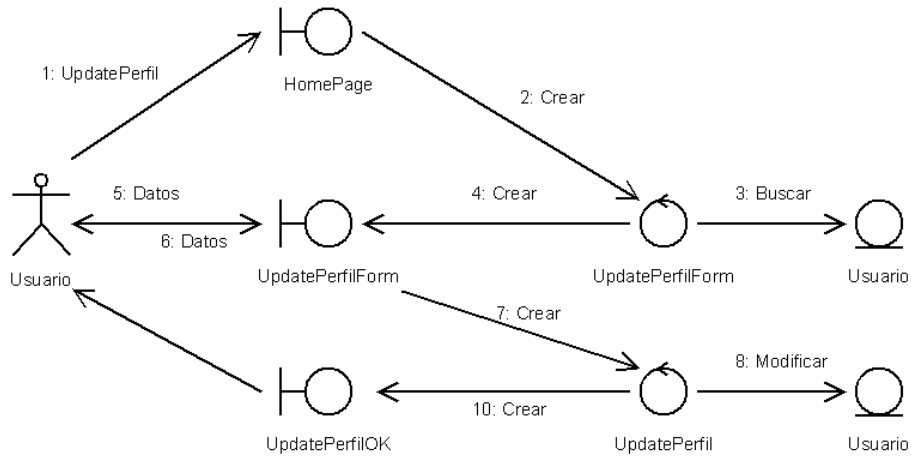 1: UpdatePerfil
HomePage
2: Crear
5: Datos
4: Crear
3: Buscar
6: Datos
Usuario
UpdatePerfilForm
UpdatePerfilForm
Usuario
7: Crear
8: Modificar
10: Crear
UpdatePerfilOK
UpdatePerfil
Usuario